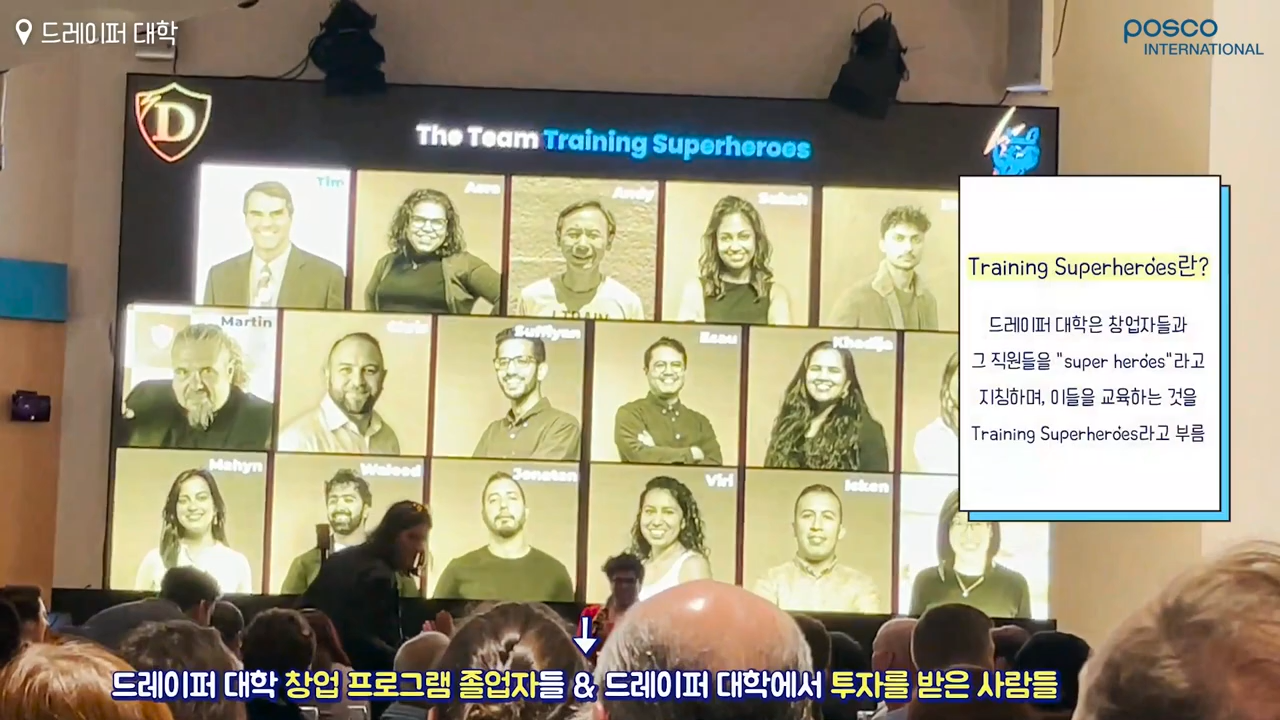 드레이퍼 대학
posco
INTERNATIONAL
D
The Team Training Superheroes
Tim
Andy
Martin
Chris
Suffiyan
Esau
Khadija
Mahyn
Waleed
Jonatan
Viri
Icken
Training Superheroes란?
드레이퍼 대학은 창업자들과
그 직원들을 "super heroes"라고
지칭하며, 이들을 교육하는 것을
Training Superheroes라고 부름
드레이퍼 대학 창업 프로그램 졸업자들 & 드레이퍼 대학에서 투자를 받은 사람들